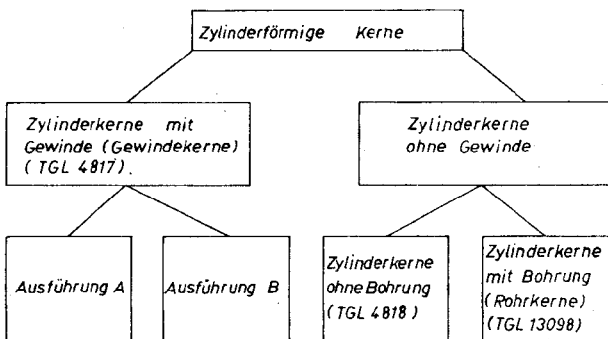 Zylinderförmige Kerne
Zylinderkerne mit
Gewinde (Gewindekerne)
(TGL 4817).
Zylinderkerne
ohne Gewinde
Ausführung A
Ausführung B
Zylinderkerne
ohne Bohrung
(TGL 4818)
Zylinderkerne
mit Bohrung
(Rohrkerne)
(TGL 13098)